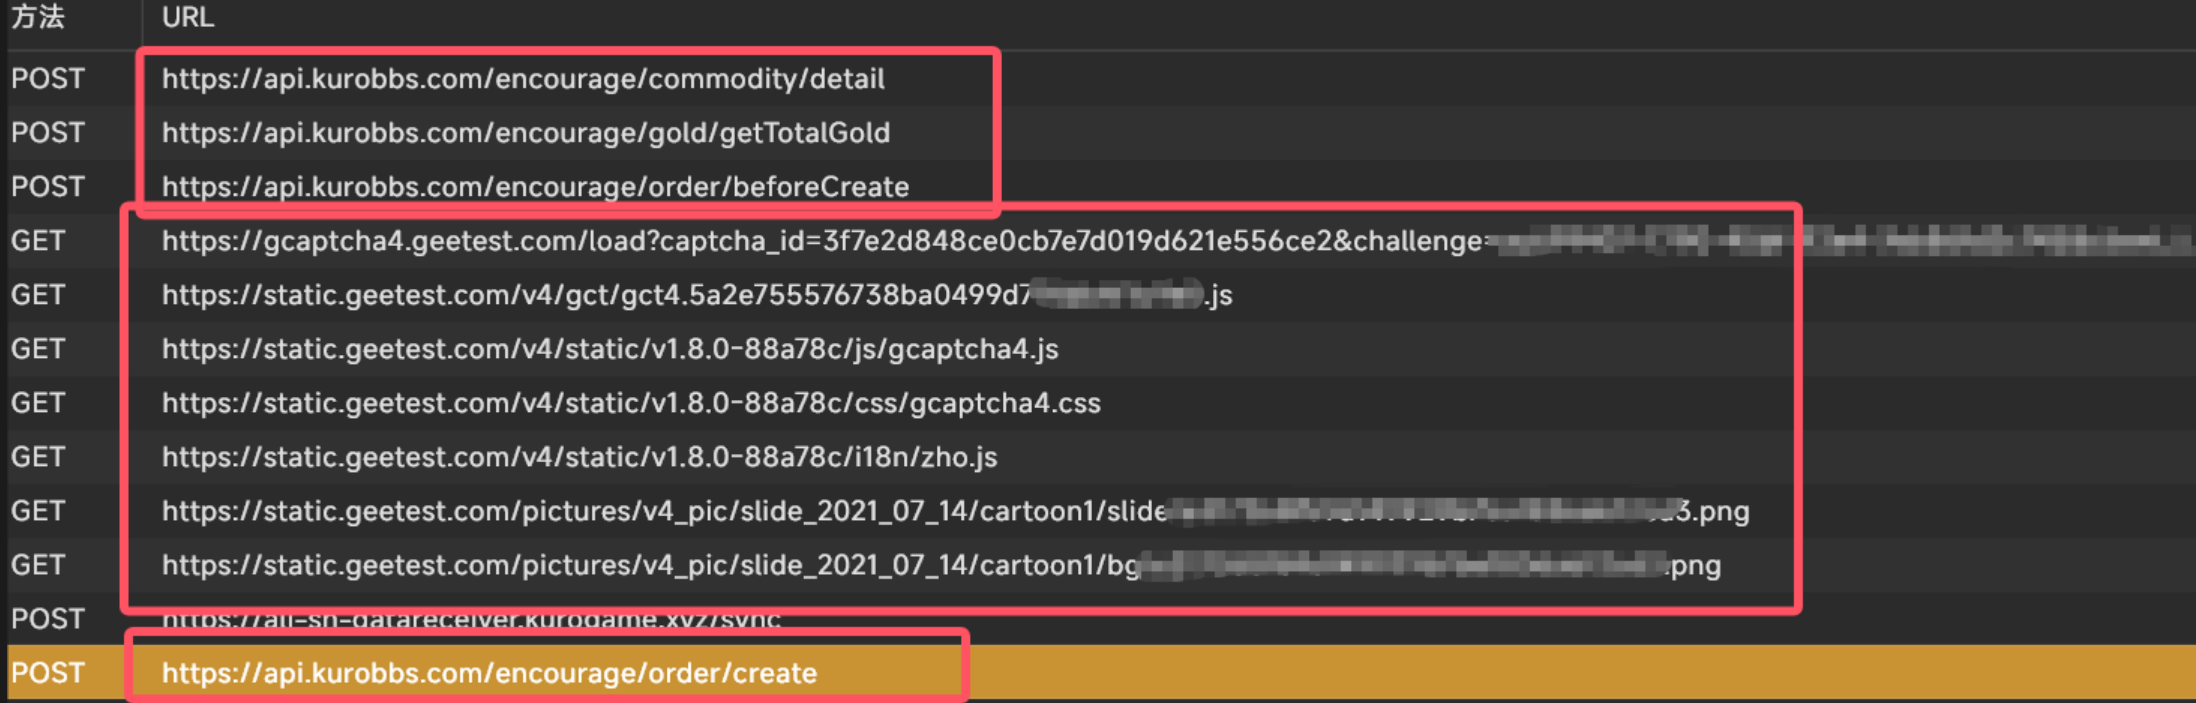 方法 URL
POST https://api.kurobbs.com/encourage/commodity/detail
POST https://api.kurobbs.com/encourage/gold/getTotalGold
POST https://api.kurobbs.com/encourage/order/beforeCreate
GET https://gcaptcha4.geetest.com/load?captcha_id=3f7e2d848ce0cb7e7d019d621e556ce2&challenge=
GET https://static.geetest.com/v4/gct/gct4.5a2e755576738ba0499d7 .js
GET https://static.geetest.com/v4/static/v1.8.0-88a78c/js/gcaptcha4.js
GET https://static.geetest.com/v4/static/v1.8.0-88a78c/css/gcaptcha4.css
GET https://static.geetest.com/v4/static/v1.8.0-88a78c/i18n/zho.js
GET https://static.geetest.com/pictures/v4_pic/slide_2021_07_14/cartoon1/slide 3.png
GET https://static.geetest.com/pictures/v4_pic/slide_2021_07_14/cartoon1/bg .png
POST https://ali-sh-datareceiver.kurogame.xyz/sync
POST https://api.kurobbs.com/encourage/order/create